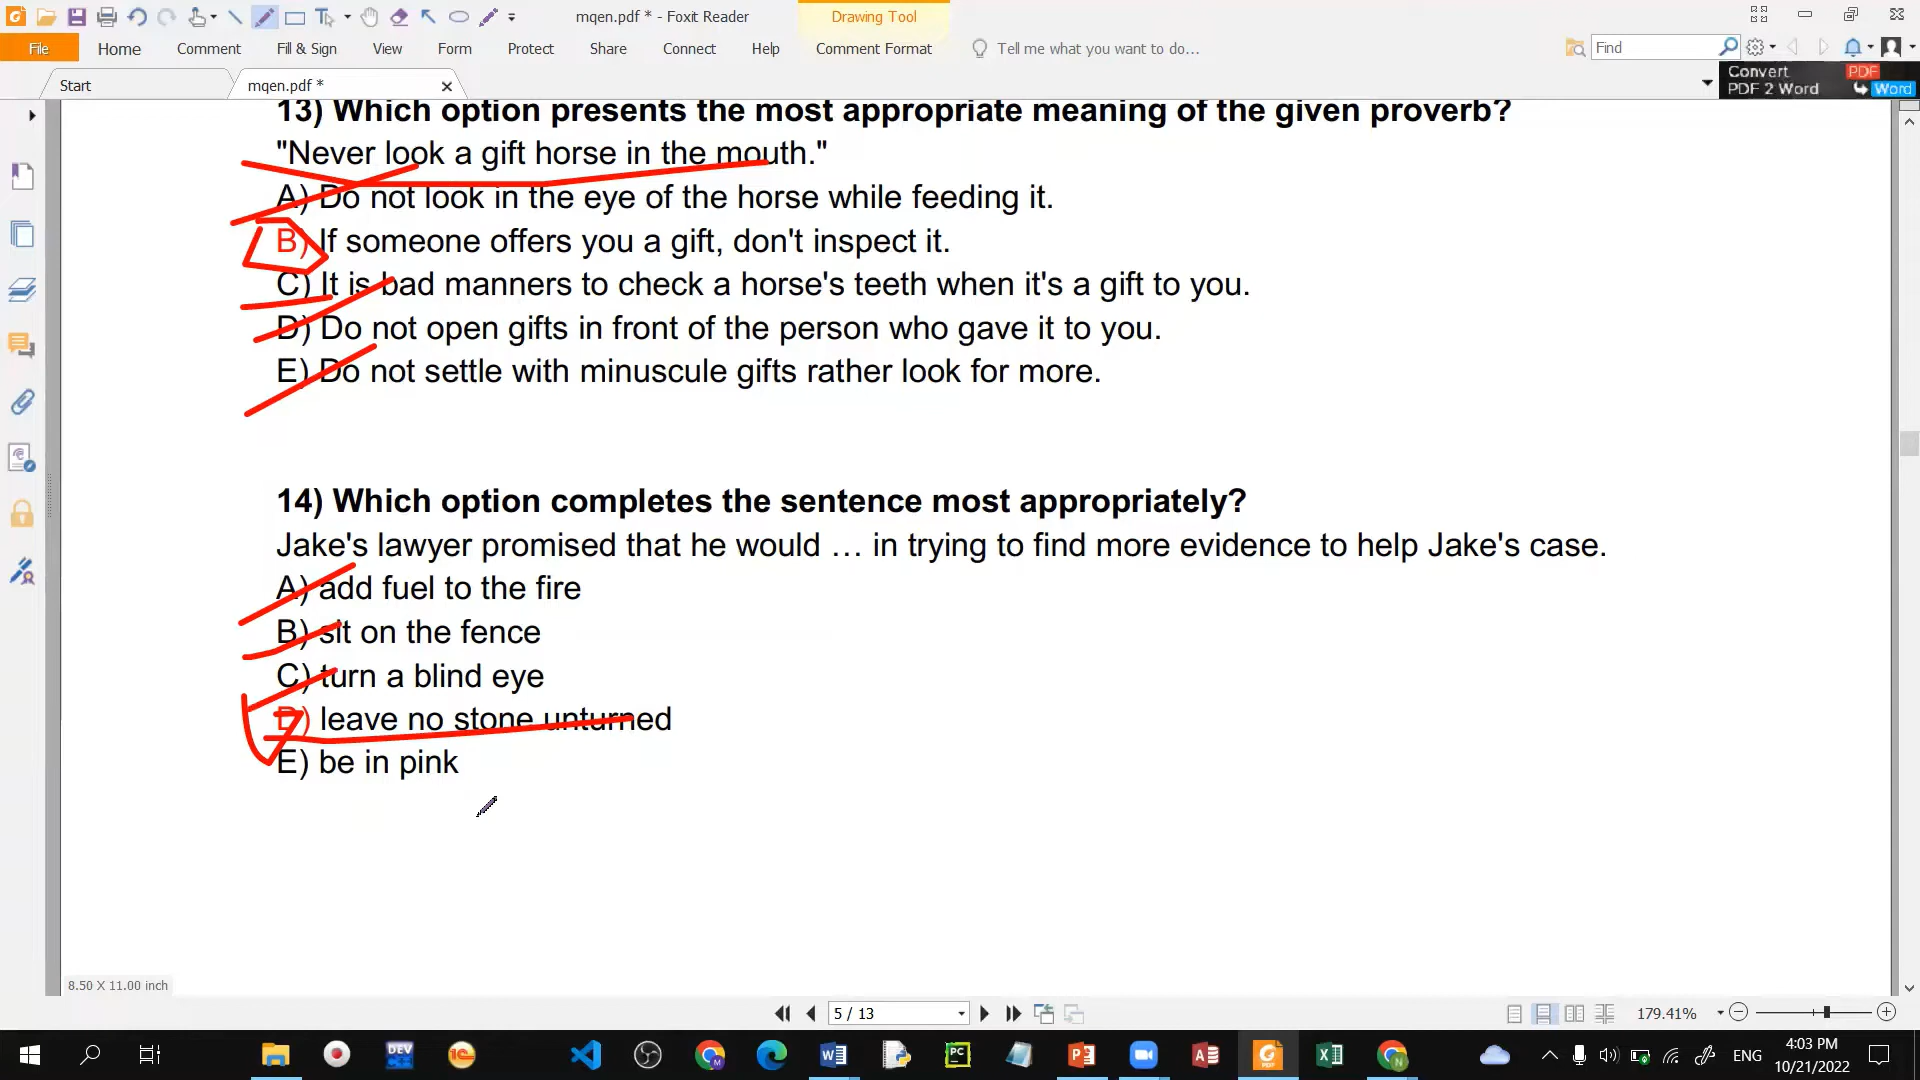 mqen.pdf * - Foxit Reader
Drawing Tool
File
Home
Comment
Fill & Sign
View
Form
Protect
Share
Connect
Help
Comment Format
Tell me what you want to do...
Find
Start
mqen.pdf *
Convert
PDF 2 Word
PDF
Word
13) Which option presents the most appropriate meaning of the given proverb?
"Never look a gift horse in the mouth."
A) Do not look in the eye of the horse while feeding it.
B) If someone offers you a gift, don't inspect it.
C) It is bad manners to check a horse's teeth when it's a gift to you.
D) Do not open gifts in front of the person who gave it to you.
E) Do not settle with minuscule gifts rather look for more.
14) Which option completes the sentence most appropriately?
Jake's lawyer promised that he would … in trying to find more evidence to help Jake's case.
A) add fuel to the fire
B) sit on the fence
C) turn a blind eye
D) leave no stone unturned
E) be in pink
8.50 X 11.00 inch
5 / 13
179.41%
DEV
1C
PC
ENG
4:03 PM
10/21/2022